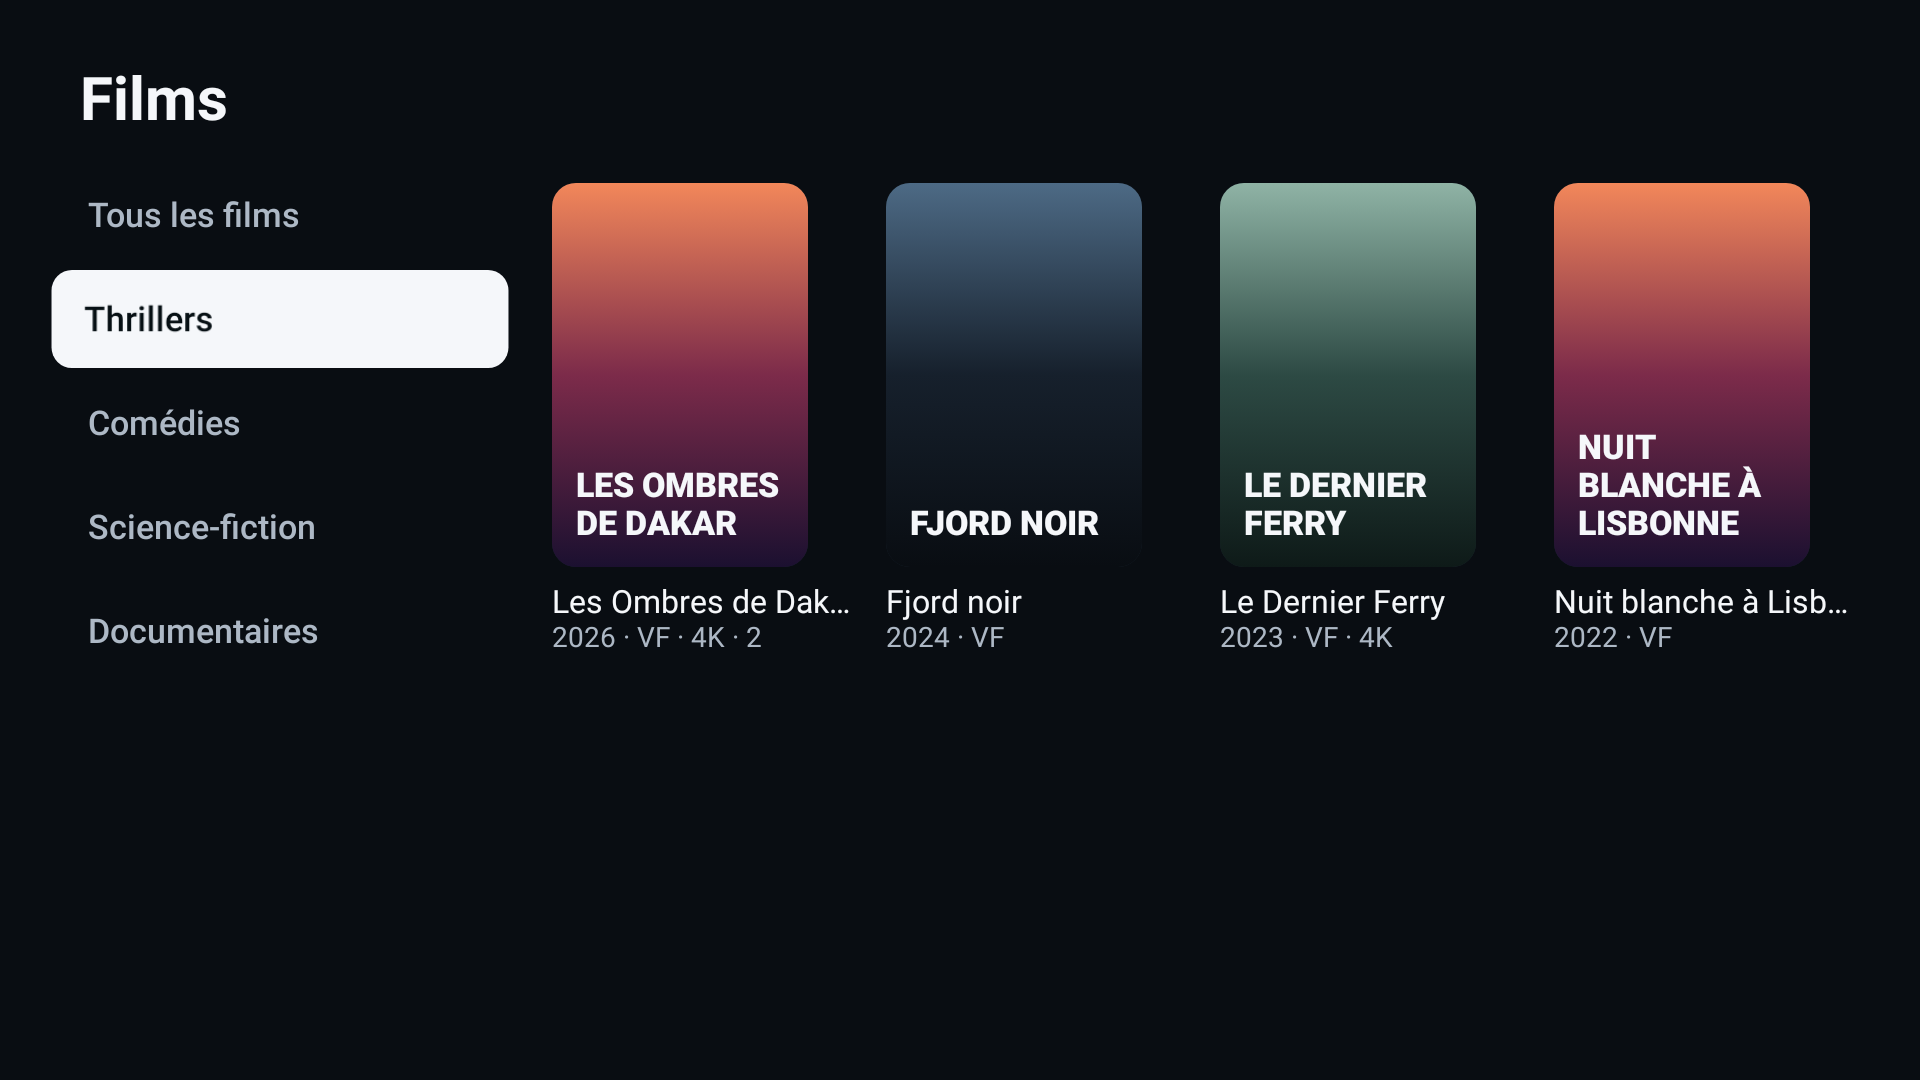 Films
Tous les films
Thrillers
Comédies
Science-fiction
Documentaires
LES OMBRES
DE DAKAR
Les Ombres de Dak…
2026 · VF · 4K · 2
FJORD NOIR
Fjord noir
2024 · VF
LE DERNIER
FERRY
Le Dernier Ferry
2023 · VF · 4K
NUIT
BLANCHE À
LISBONNE
Nuit blanche à Lisb…
2022 · VF